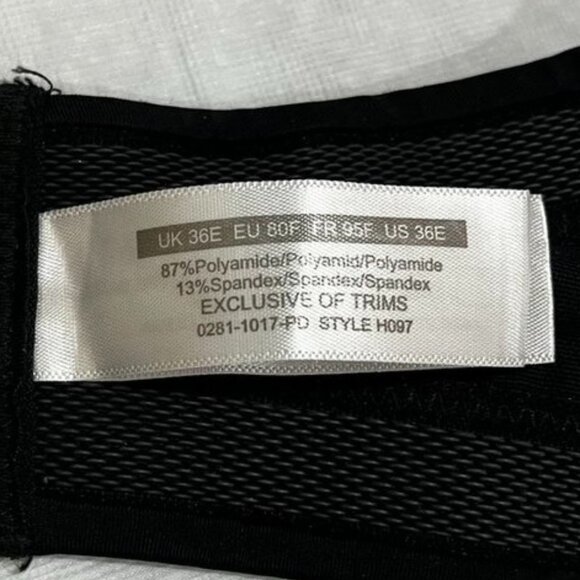 UK 36E EU 80F FR 95F US 36E
87%Polyamide/Polyamid/Polyamide
13%Spandex/Spandex/Spandex
EXCLUSIVE OF TRIMS
0281-1017-PD STYLE H097